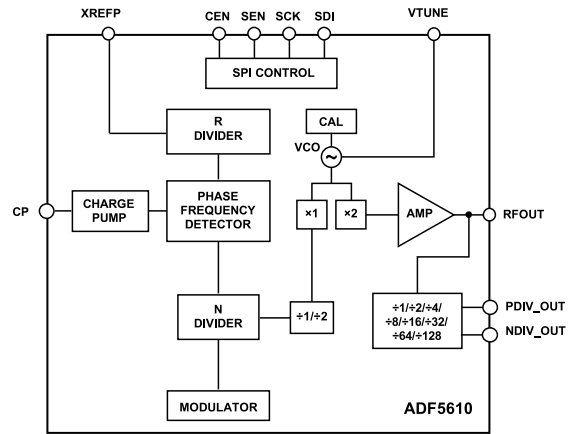 XREFP
CEN SEN SCK SDI
VTUNE
SPI CONTROL
R
DIVIDER
CAL
VCO
~
CP
CHARGE
PUMP
PHASE
FREQUENCY
DETECTOR
×1
×2
AMP
RFOUT
N
DIVIDER
÷1/÷2
÷1/÷2/÷4/
÷8/÷16/÷32/
÷64/÷128
PDIV_OUT
NDIV_OUT
MODULATOR
ADF5610